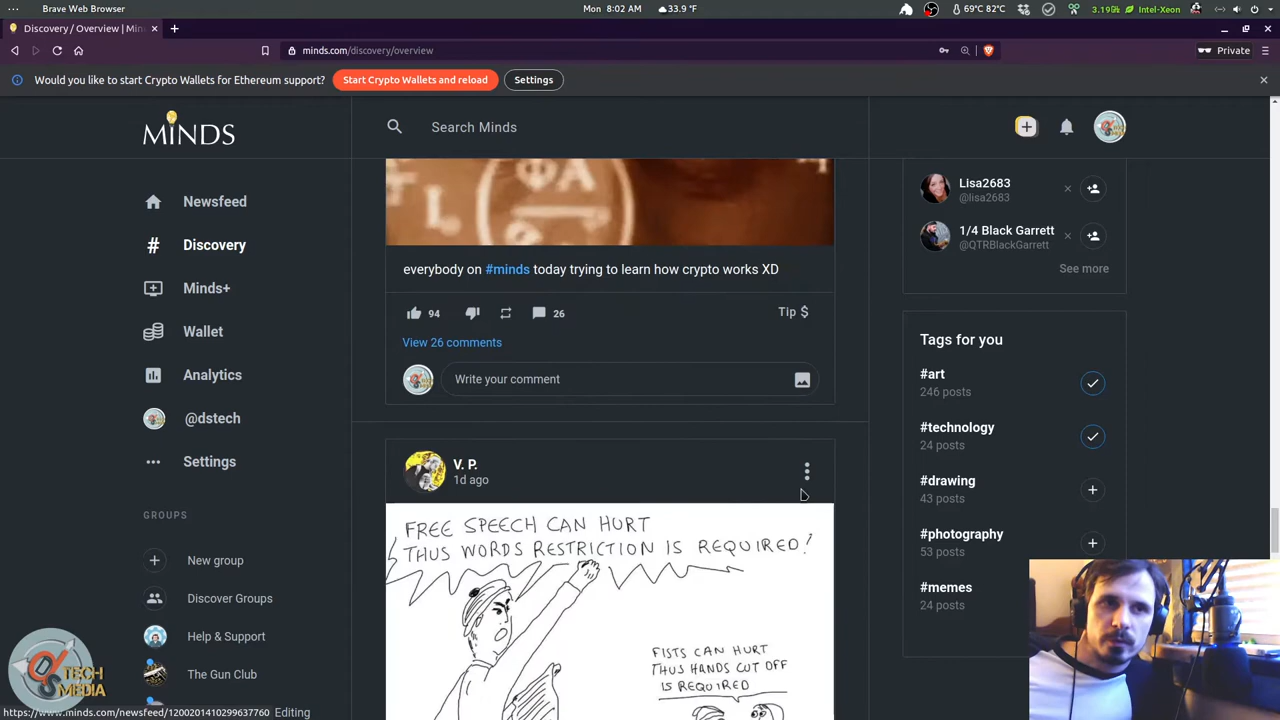 Brave Web Browser
Mon 8:02 AM
33.9 °F
69°C 82°C
3.19
Intel-Xeon
Discovery / Overview | Min
minds.com/discovery/overview
Private
Would you like to start Crypto Wallets for Ethereum support?
Start Crypto Wallets and reload
Settings
MINDS
Search Minds
Newsfeed
Discovery
Minds+
Wallet
Analytics
@dstech
Settings
GROUPS
New group
Discover Groups
Help & Support
The Gun Club
everybody on #minds today trying to learn how crypto works XD
94
26
Tip $
View 26 comments
Write your comment
V. P.
1d ago
FREE SPEECH CAN HURT
THUS WORDS RESTRICTION IS REQUIRED!
FISTS CAN HURT
THUS HANDS CUT OFF
IS REQUIRED
Lisa2683
@lisa2683
1/4 Black Garrett
@QTRBlackGarrett
See more
Tags for you
#art
246 posts
#technology
24 posts
#drawing
43 posts
#photography
53 posts
#memes
24 posts
TECH
MEDIA
https://www.minds.com/newsfeed/1200201410299637760
Editing